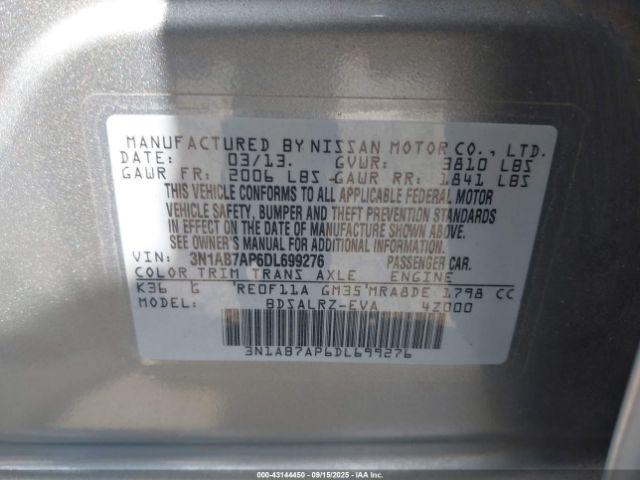 MANUFACTURED BY NISSAN MOTOR CO., LTD.
DATE: 03/13. GVWR: 3810 LBS
GAWR FR: 2006 LBS GAWR RR: 1841 LBS
THIS VEHICLE CONFORMS TO ALL APPLICABLE FEDERAL MOTOR
VEHICLE SAFETY, BUMPER AND THEFT PREVENTION STANDARDS
IN EFFECT ON THE DATE OF MANUFACTURE SHOWN ABOVE.
SEE OWNER'S MANUAL FOR ADDITIONAL INFORMATION.
VIN: 3N1AB7AP6DL699276 PASSENGER CAR.
COLOR TRIM TRANS AXLE ENGINE
K36 G RE0F11A GM35 MRA8DE 1798 CC
BDSALRZ-EVA 4Z000
3N1AB7AP6DL699276
000-43144450 - 09/15/2025 - IAA Inc.